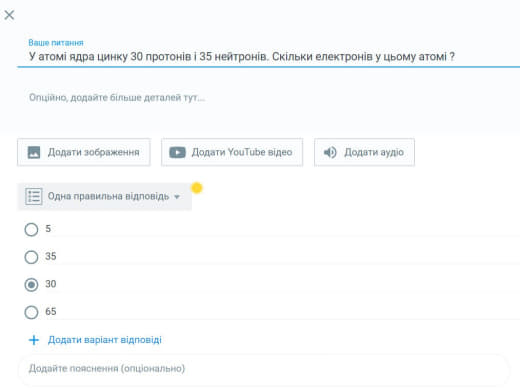 Ваше питання
У атомі ядра цинку 30 протонів і 35 нейтронів. Скільки електронів у цьому атомі ?
Опційно, додайте більше деталей тут...
Додати зображення
Додати YouTube відео
Додати аудіо
Одна правильна відповідь
5
35
30
65
Додати варіант відповіді
Додайте пояснення (опціонально)